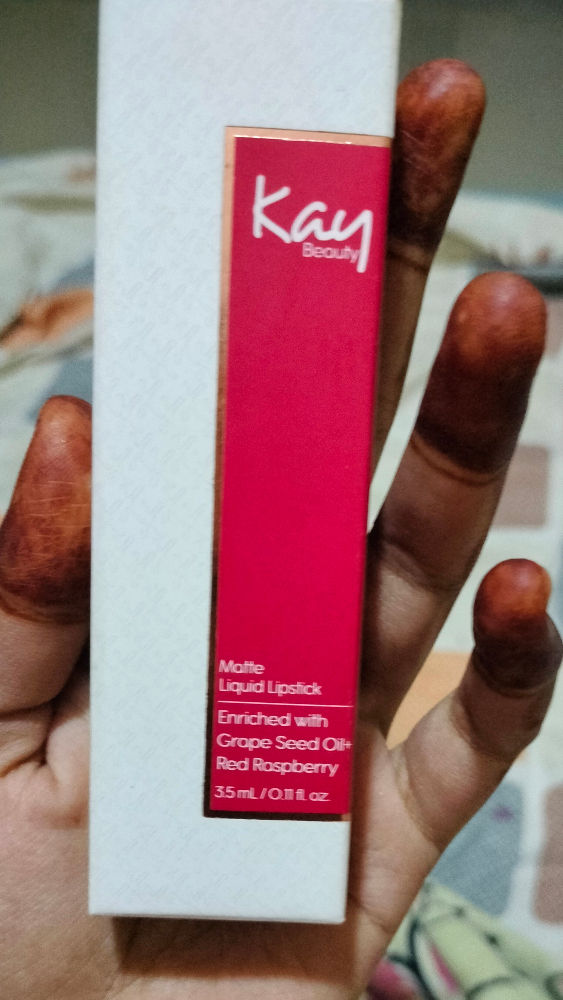 Kay
Beauty
Matte
Liquid Lipstick
Enriched with
Grape Seed Oil+
Red Raspberry
3.5 mL / 0.11 fl. oz.